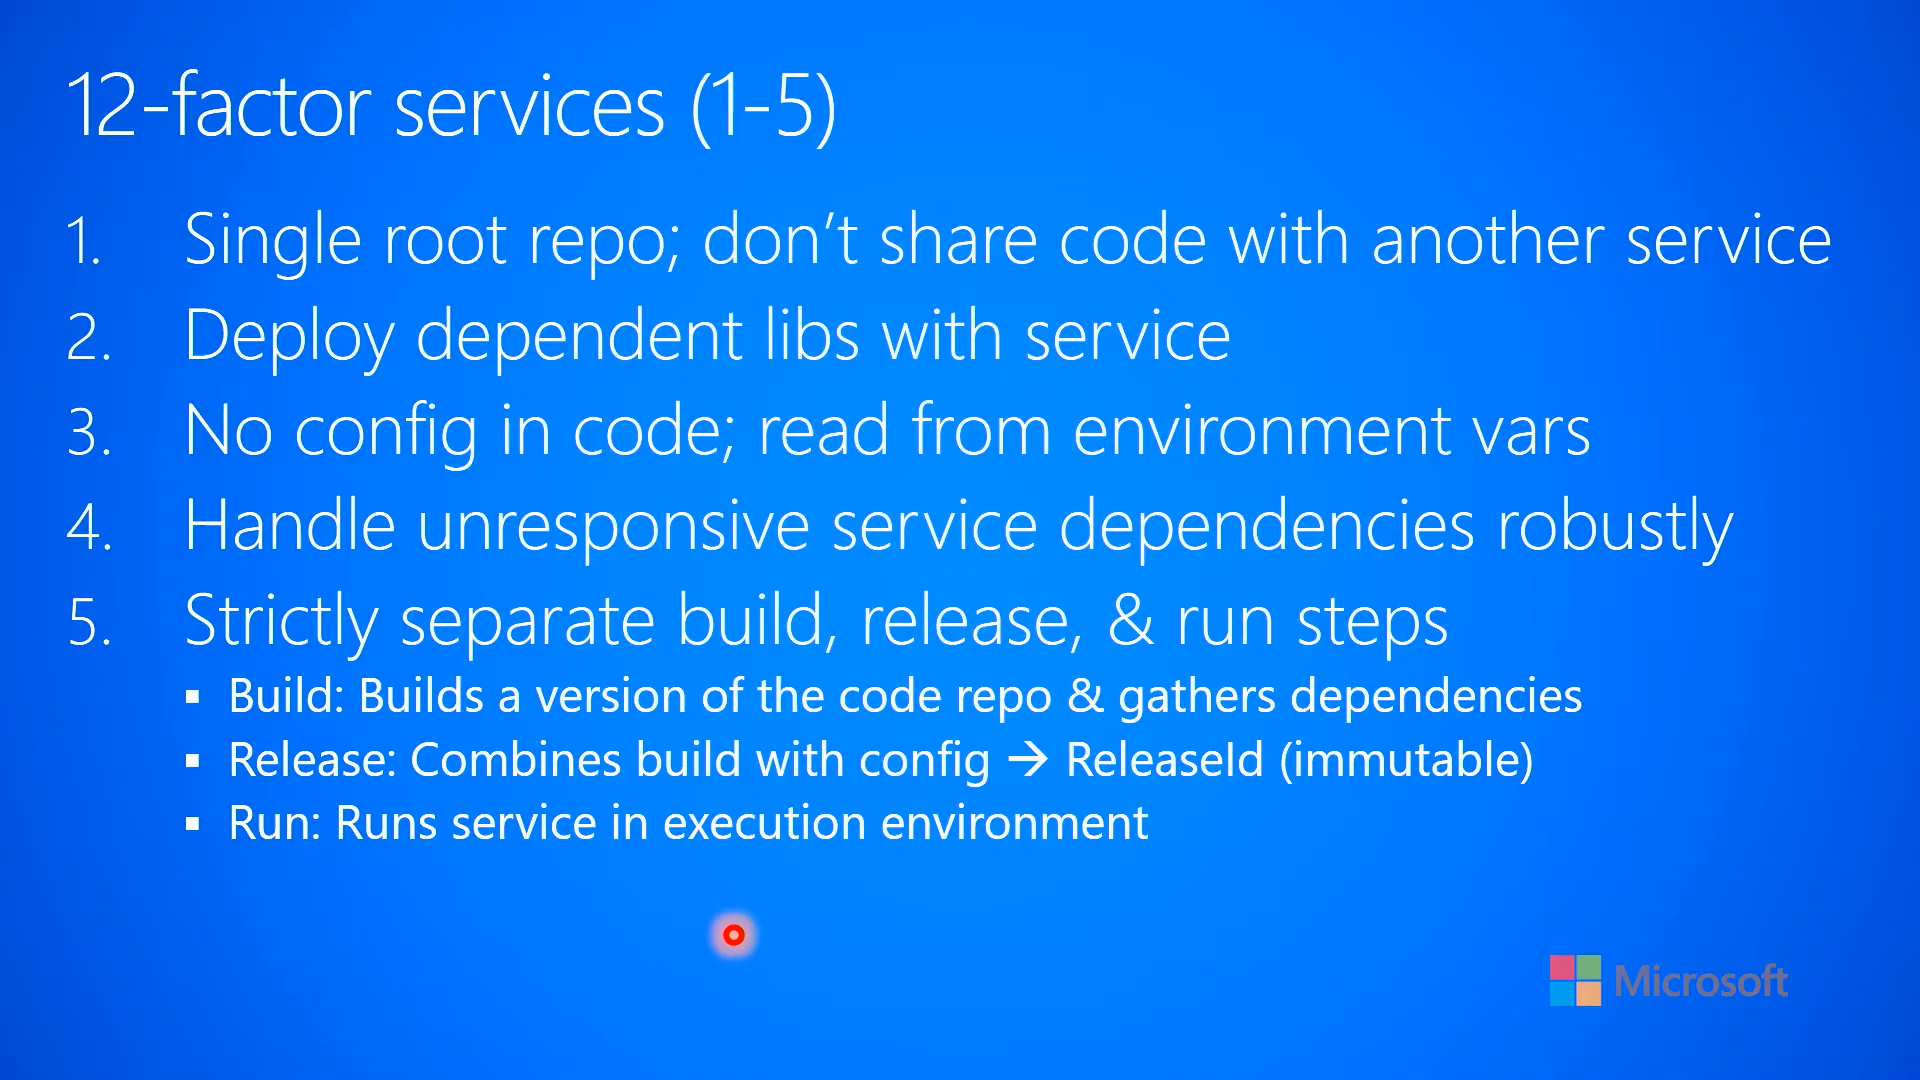 12-factor services (1-5)
1. Single root repo; don’t share code with another service
2. Deploy dependent libs with service
3. No config in code; read from environment vars
4. Handle unresponsive service dependencies robustly
5. Strictly separate build, release, & run steps
▪ Build: Builds a version of the code repo & gathers dependencies
▪ Release: Combines build with config → ReleaseId (immutable)
▪ Run: Runs service in execution environment
Microsoft